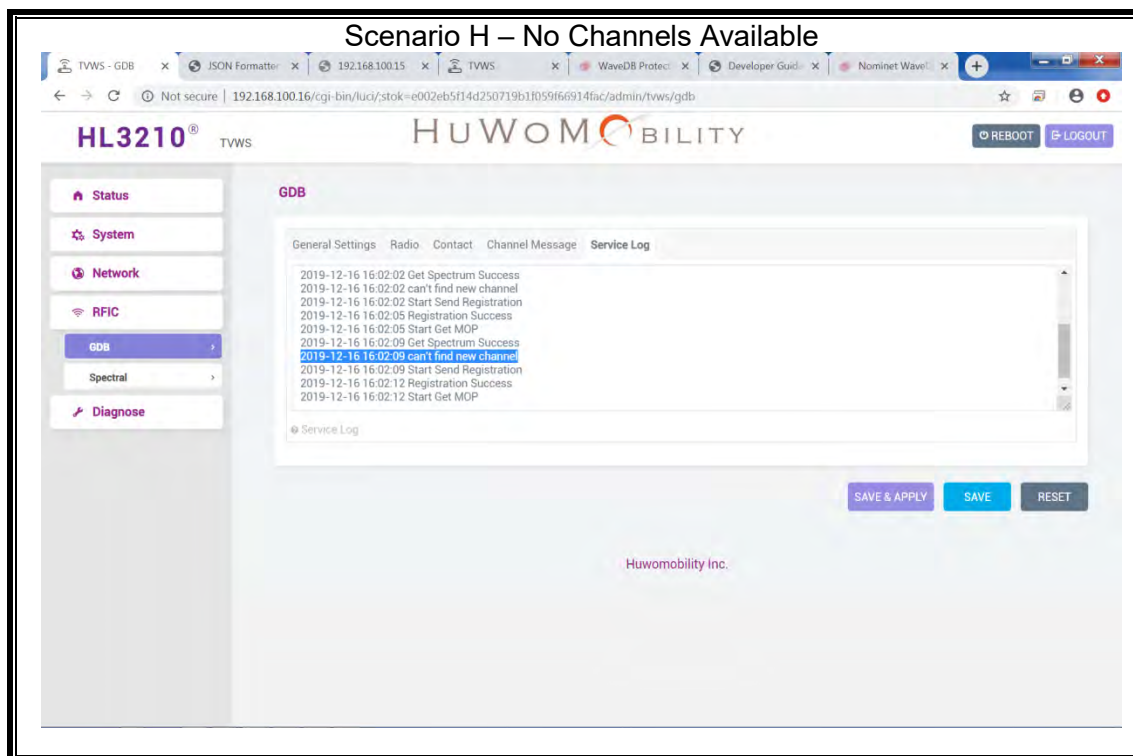 Scenario H – No Channels Available
TVWS - GDB
JSON Formatter
192.168.100.15
TVWS
WaveDB Protec
Developer Guid
Nominet Wave
Not secure | 192.168.100.16/cgi-bin/luci/;stok=e002eb5f14d250719b1f059f66914fac/admin/tvws/gdb
HL3210® TVWS
HUWOMOBILITY
REBOOT
LOGOUT
Status
System
Network
RFIC
GDB
Spectral
Diagnose
GDB
General Settings Radio Contact Channel Message Service Log
2019-12-16 16:02:02 Get Spectrum Success
2019-12-16 16:02:02 can't find new channel
2019-12-16 16:02:02 Start Send Registration
2019-12-16 16:02:05 Registration Success
2019-12-16 16:02:05 Start Get MOP
2019-12-16 16:02:09 Get Spectrum Success
2019-12-16 16:02:09 can't find new channel
2019-12-16 16:02:09 Start Send Registration
2019-12-16 16:02:12 Registration Success
2019-12-16 16:02:12 Start Get MOP
Service Log
SAVE & APPLY
SAVE
RESET
Huwomobility Inc.